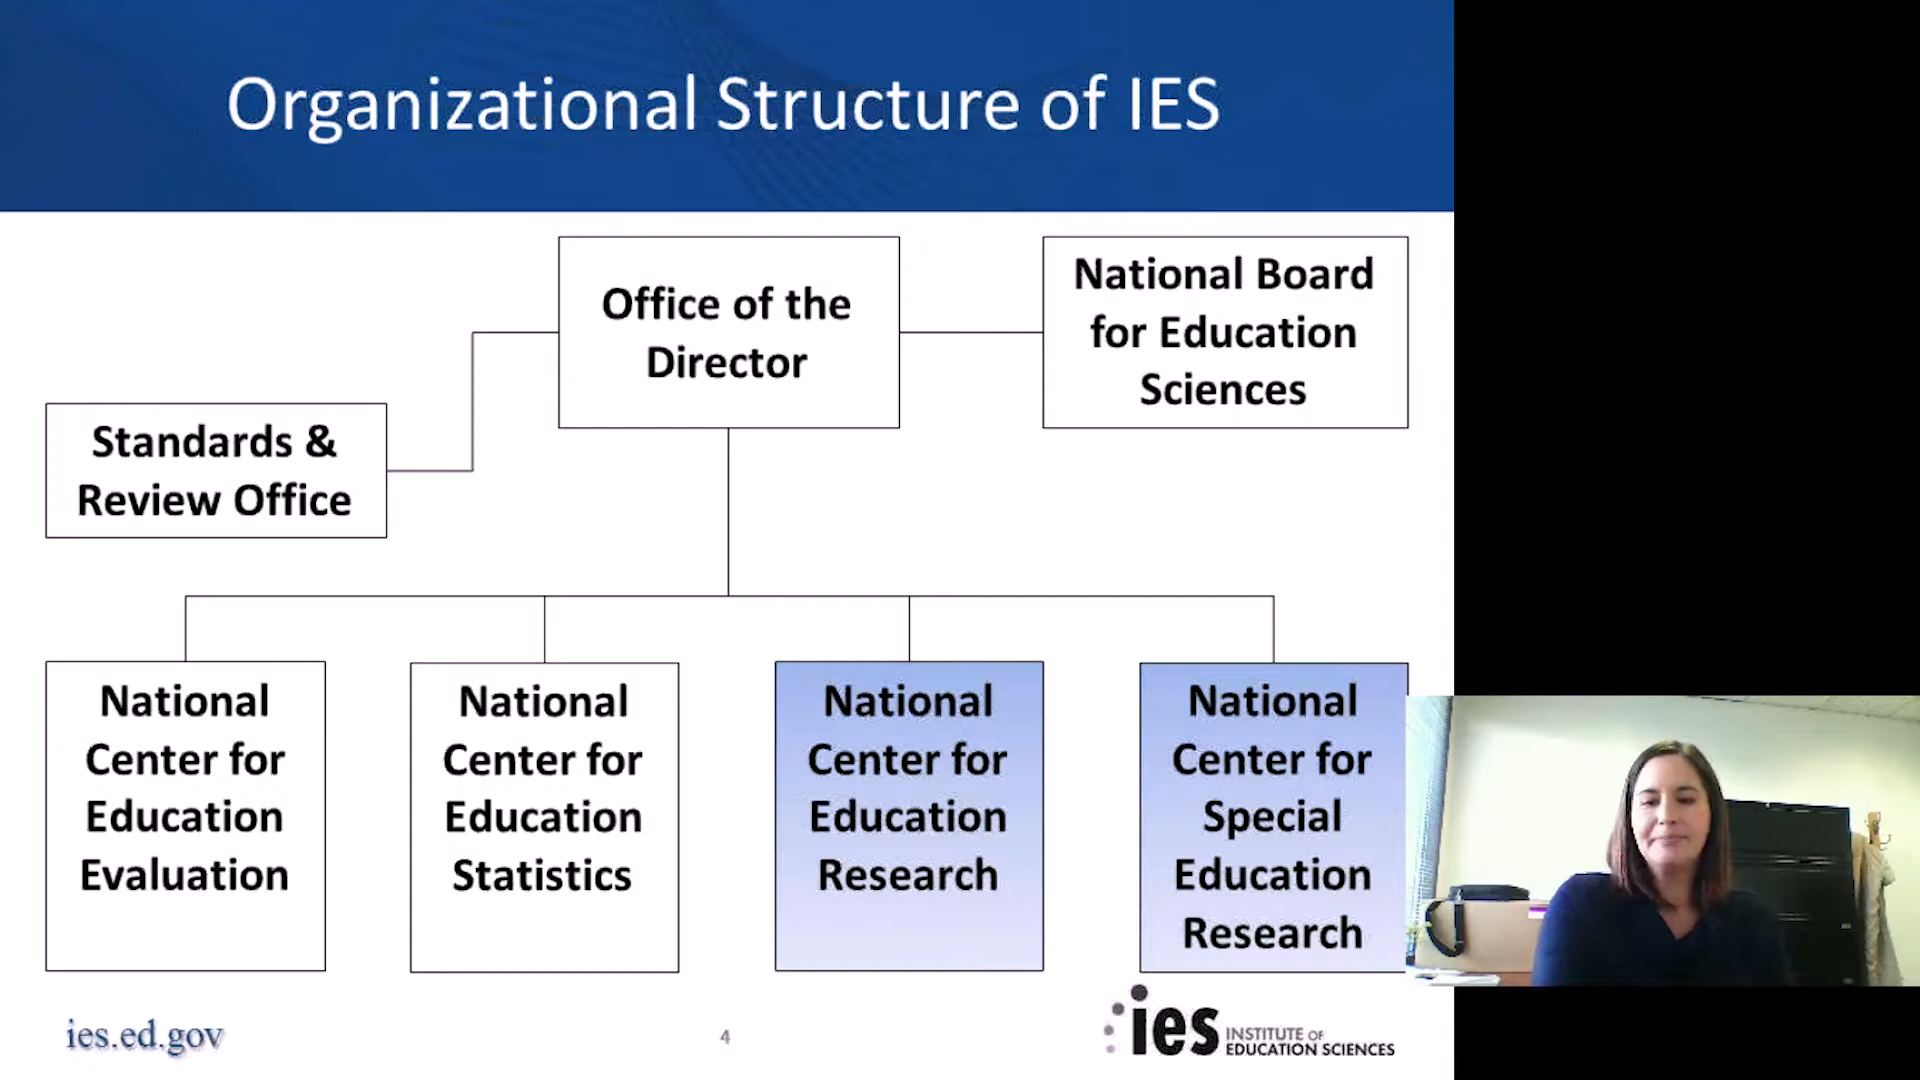 Organizational Structure of IES
Office of the
Director
National Board
for Education
Sciences
Standards &
Review Office
National
Center for
Education
Evaluation
National
Center for
Education
Statistics
National
Center for
Education
Research
National
Center for
Special
Education
Research
ies.ed.gov
4
ies INSTITUTE OF
EDUCATION SCIENCES